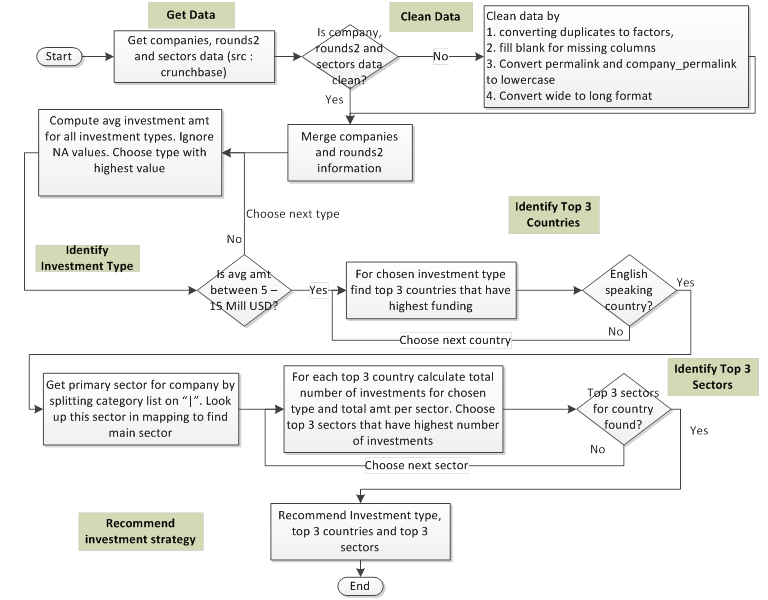 Get Data
Clean Data
Start
Get companies, rounds2
and sectors data (src :
crunchbase)
Is company,
rounds2 and
sectors data
clean?
No
Clean data by
1. converting duplicates to factors,
2. fill blank for missing columns
3. Convert permalink and company_permalink
to lowercase
4. Convert wide to long format
Yes
Compute avg investment amt
for all investment types. Ignore
NA values. Choose type with
highest value
Merge companies
and rounds2
information
Choose next type
No
Identify Top 3
Countries
Identify
Investment Type
Is avg amt
between 5 –
15 Mill USD?
Yes
For chosen investment type
find top 3 countries that have
highest funding
English
speaking
country?
Yes
No
Choose next country
Identify Top 3
Sectors
Get primary sector for company by
splitting category list on “|”. Look
up this sector in mapping to find
main sector
For each top 3 country calculate total
number of investments for chosen
type and total amt per sector. Choose
top 3 sectors that have highest number
of investments
Top 3 sectors
for country
found?
Yes
No
Choose next sector
Recommend
investment strategy
Recommend Investment type,
top 3 countries and top 3
sectors
End